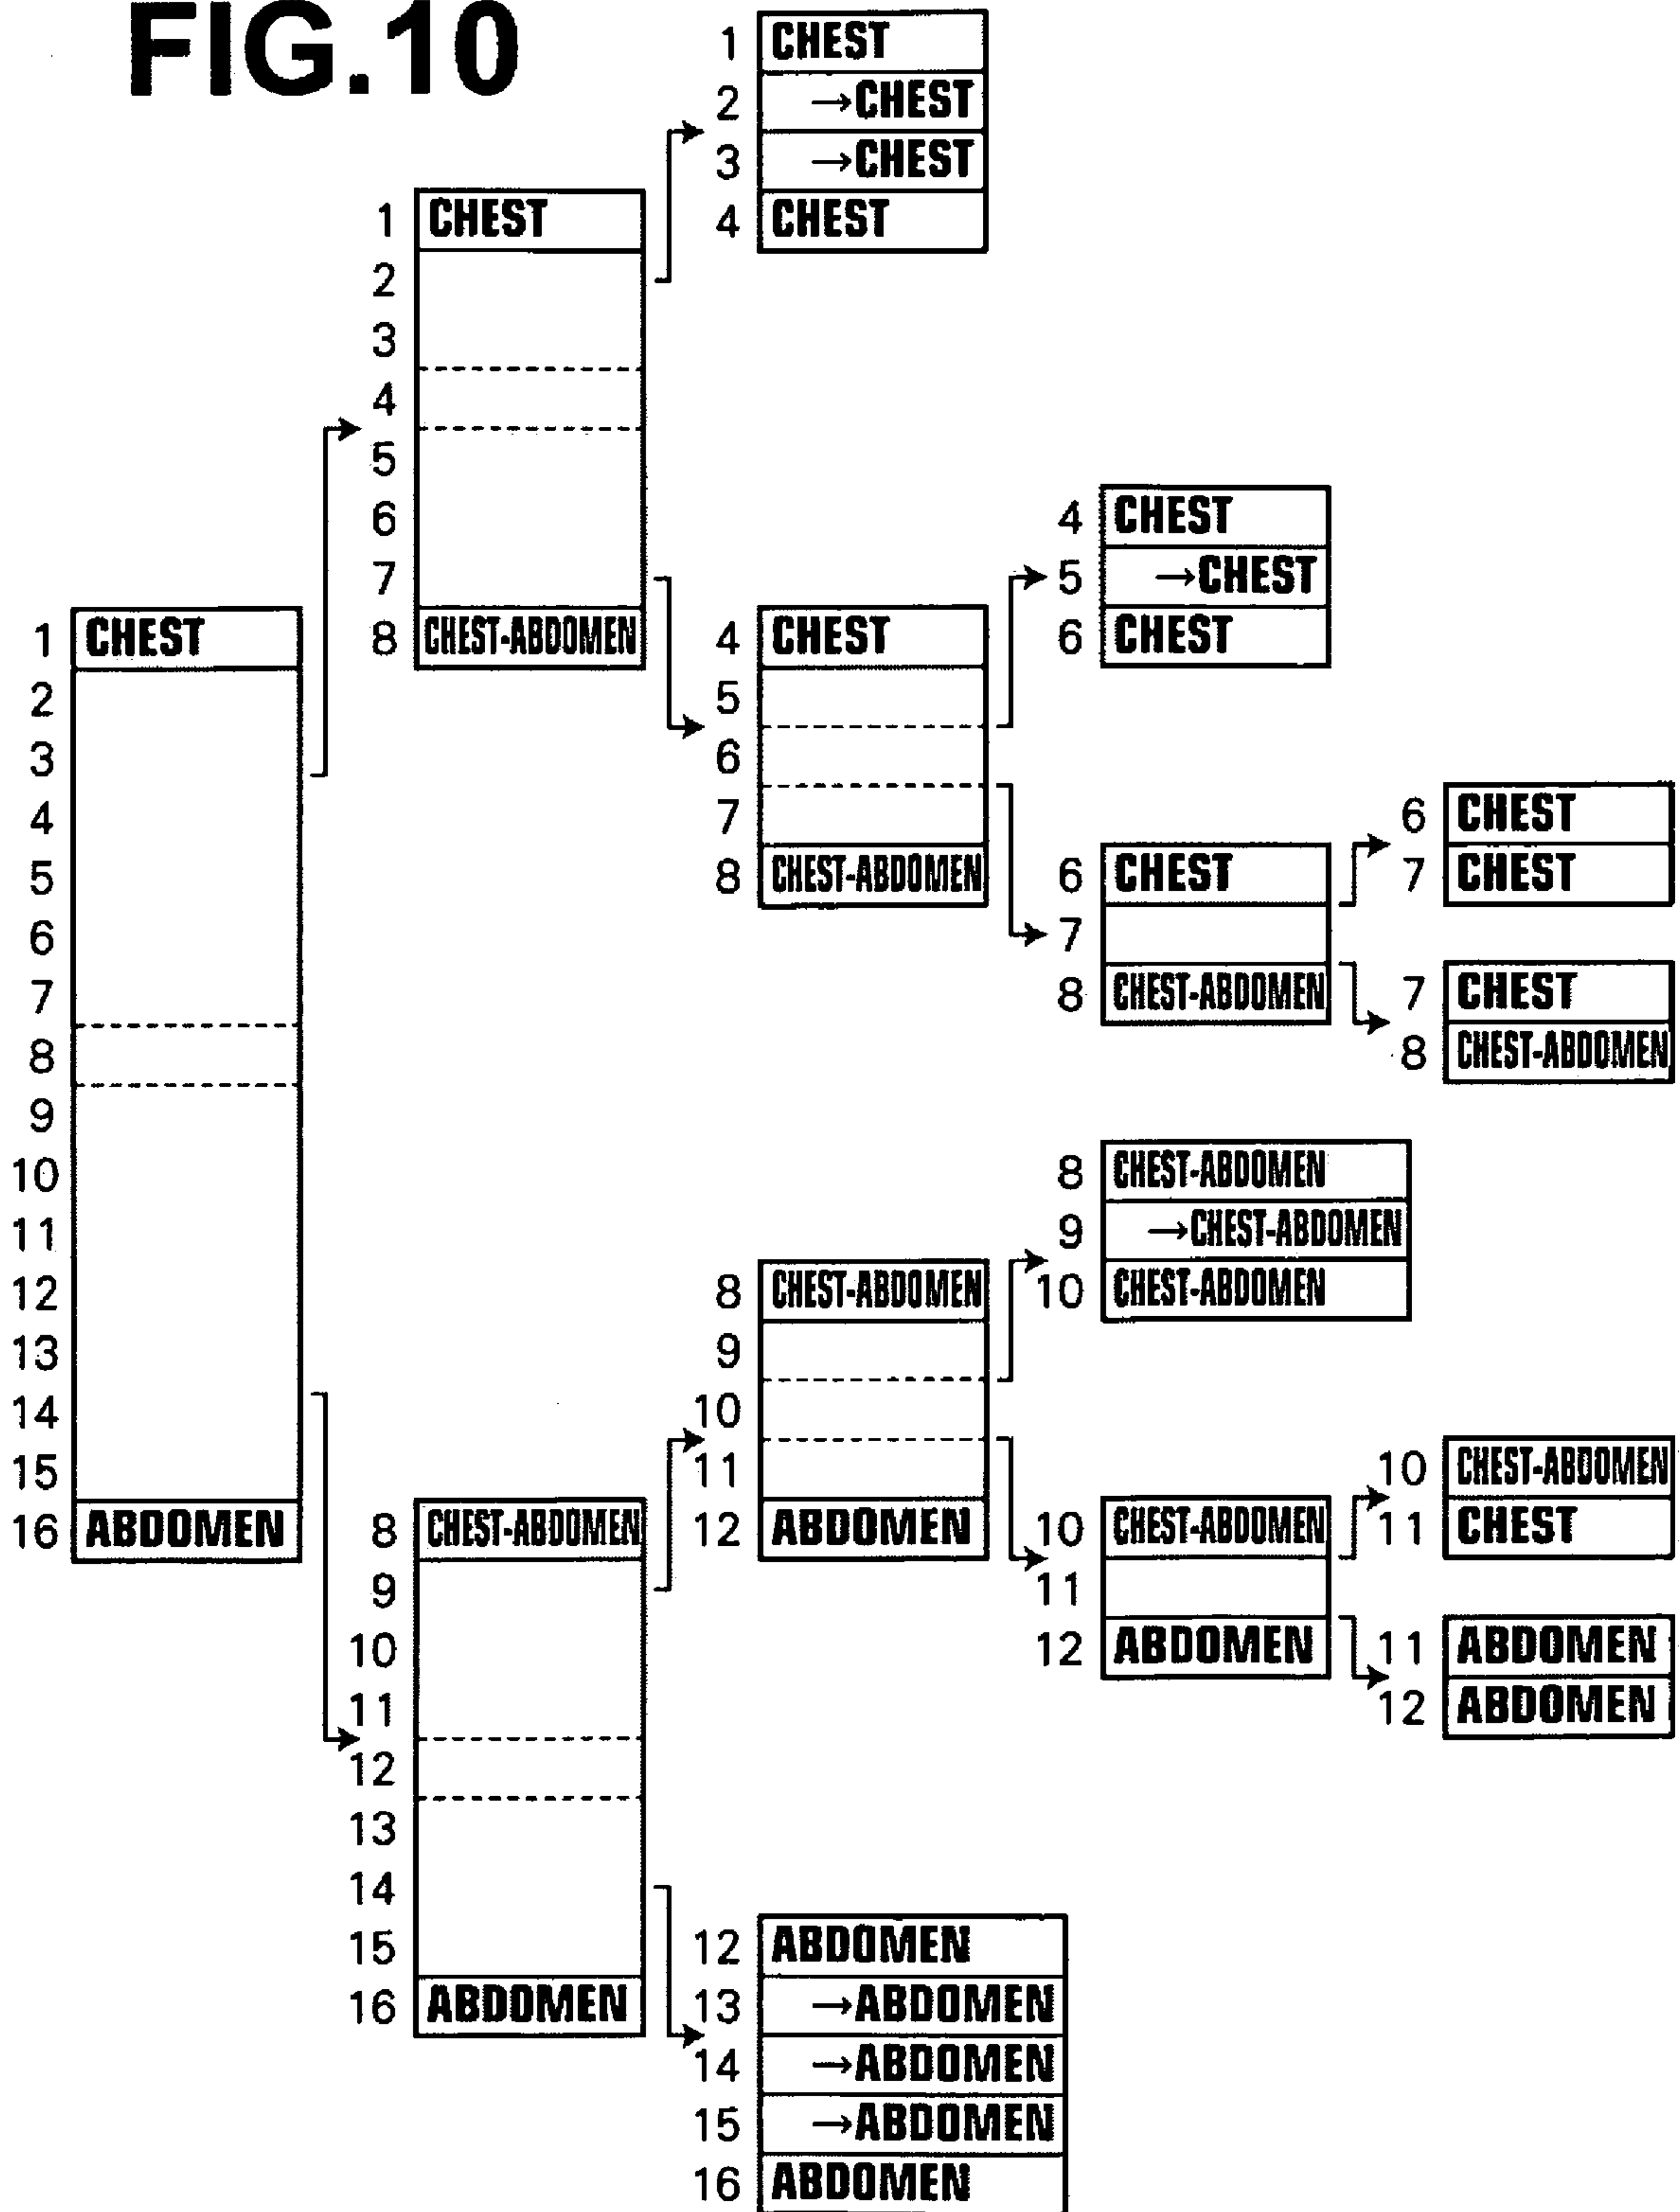 FIG.10
1 CHEST
2 →CHEST
3 →CHEST
4 CHEST
1 CHEST
2
3
4
5
6
7
8 CHEST-ABDOMEN
1 CHEST
2
3
4
5
6
7
8
9
10
11
12
13
14
15
16 ABDOMEN
4 CHEST
5
6
7
8 CHEST-ABDOMEN
4 CHEST
5 →CHEST
6 CHEST
6 CHEST
7
8 CHEST-ABDOMEN
6 CHEST
7 CHEST
7 CHEST
8 CHEST-ABDOMEN
8 CHEST-ABDOMEN
9
10
11
12
13
14
15
16 ABDOMEN
8 CHEST-ABDOMEN
9
10
11
12 ABDOMEN
8 CHEST-ABDOMEN
9 →CHEST-ABDOMEN
10 CHEST-ABDOMEN
10 CHEST-ABDOMEN
11
12 ABDOMEN
10 CHEST-ABDOMEN
11 CHEST
11 ABDOMEN
12 ABDOMEN
12 ABDOMEN
13 →ABDOMEN
14 →ABDOMEN
15 →ABDOMEN
16 ABDOMEN